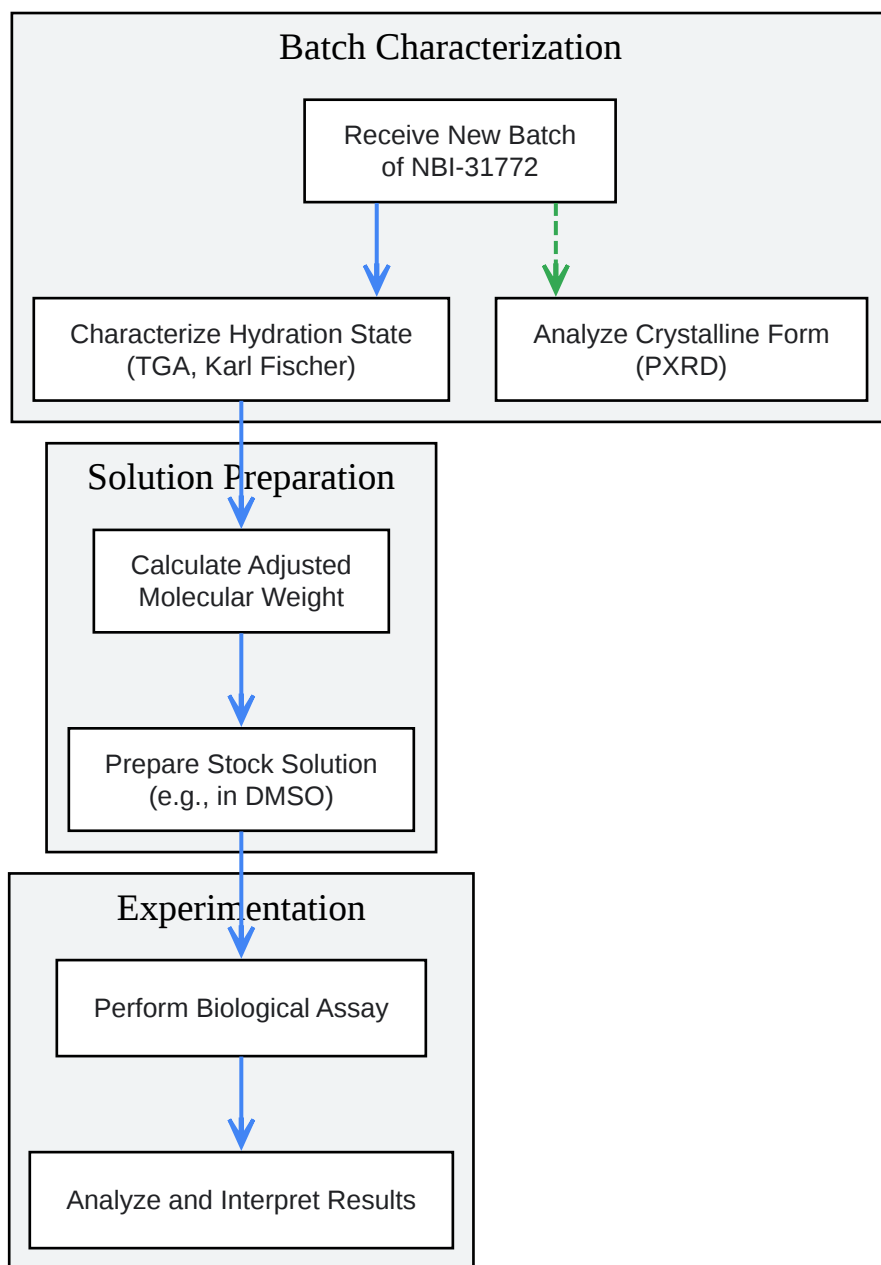 Batch Characterization
Receive New Batch
of NBI-31772
Characterize Hydration State
(TGA, Karl Fischer)
Analyze Crystalline Form
(PXRD)
Solution Preparation
Calculate Adjusted
Molecular Weight
Prepare Stock Solution
(e.g., in DMSO)
Experimentation
Perform Biological Assay
Analyze and Interpret Results